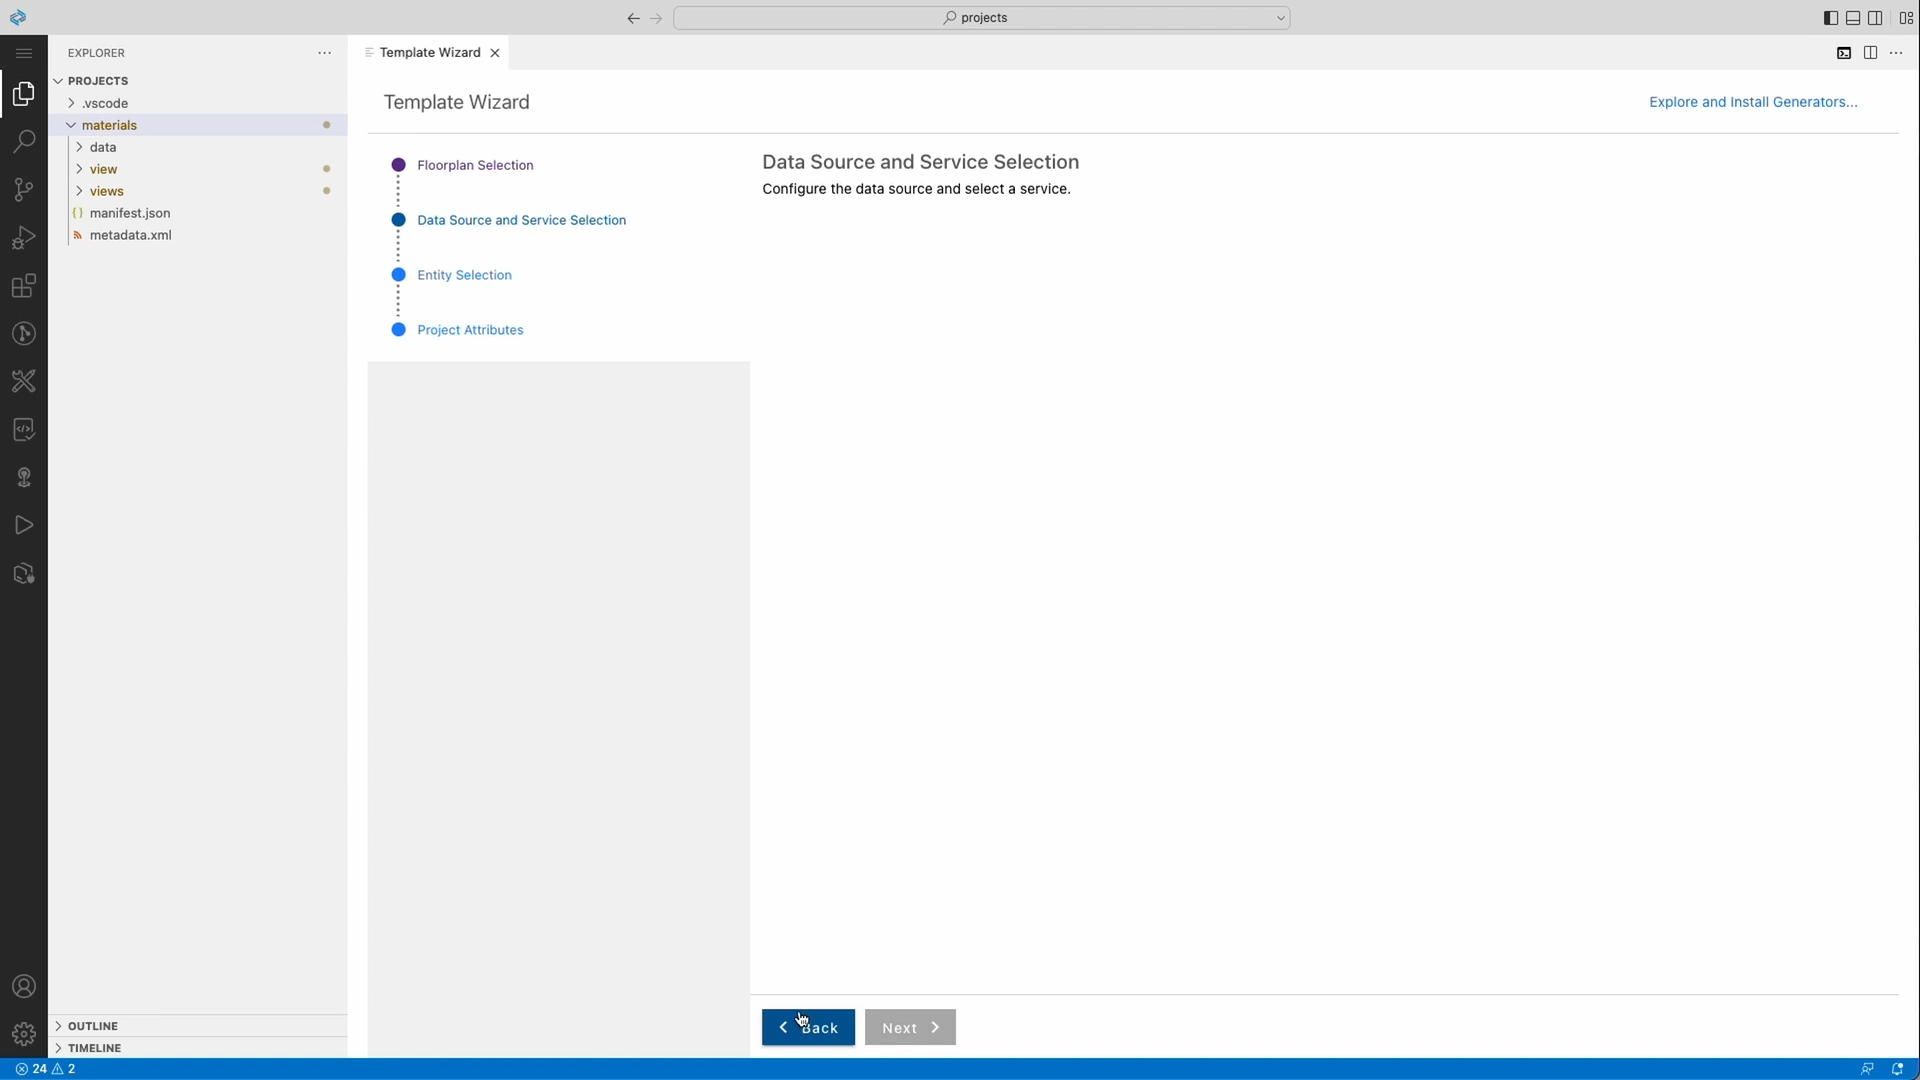 projects
EXPLORER
Template Wizard
PROJECTS
.vscode
materials
data
view
views
manifest.json
metadata.xml
OUTLINE
TIMELINE
Template Wizard
Explore and Install Generators...
Floorplan Selection
Data Source and Service Selection
Entity Selection
Project Attributes
Data Source and Service Selection
Configure the data source and select a service.
Back
Next
24 2